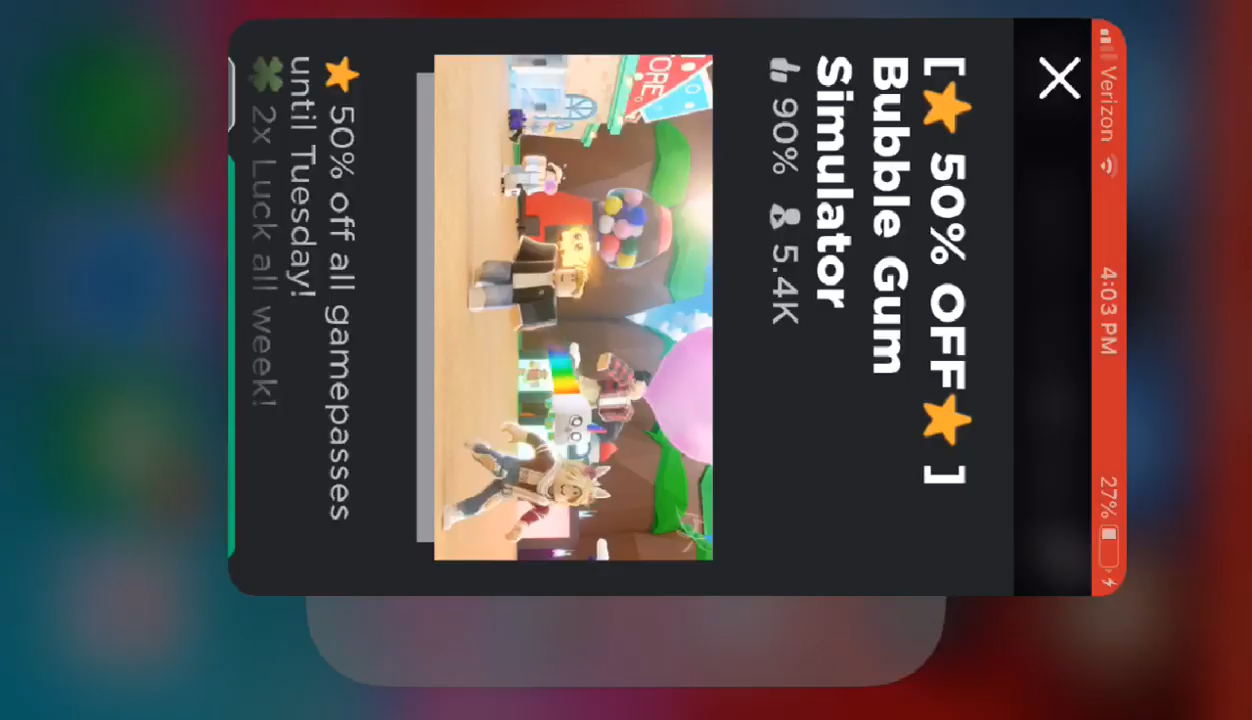 Verizon 4:03 PM 27%
[⭐ 50% OFF⭐ ]
Bubble Gum
Simulator
90% 5.4K
ORE
⭐ 50% off all gamepasses
until Tuesday!
🍀 2x Luck all week!